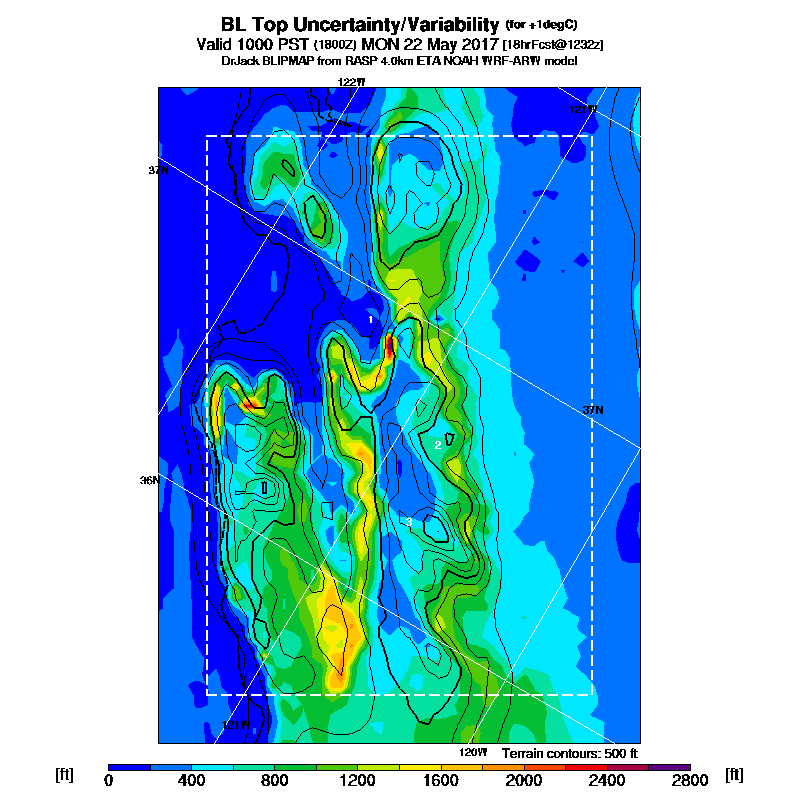 BL Top Uncertainty/Variability (for +1degC)
Valid 1000 PST (1800Z) MON 22 May 2017 [18hrFcst@1232z]
DrJack BLIPMAP from RASP 4.0km ETA NOAH WRF-ARW model
122W
121W
37N
1
37N
2
36N
3
121W
120W Terrain contours: 500 ft
[ft] 0 400 800 1200 1600 2000 2400 2800 [ft]